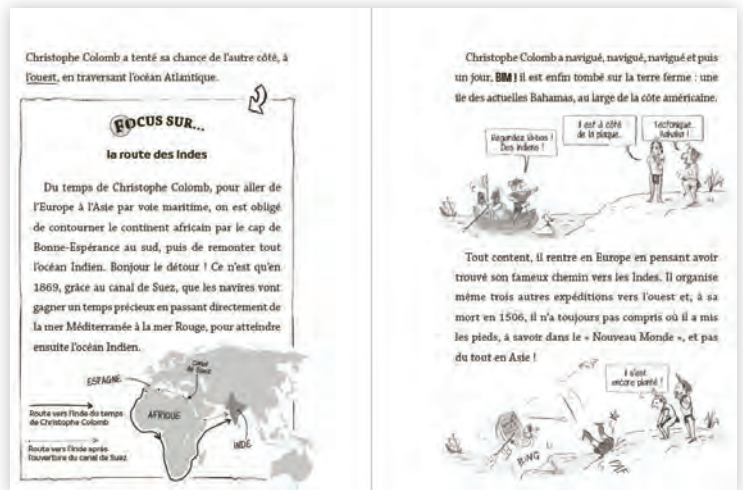 Christophe Colomb a tenté sa chance de l'autre côté, à
l'ouest, en traversant l'océan Atlantique.
FOCUS SUR...
la route des Indes
Du temps de Christophe Colomb, pour aller de
l'Europe à l'Asie par voie maritime, on est obligé
de contourner le continent africain par le cap de
Bonne-Espérance au sud, puis de remonter tout
l'océan Indien. Bonjour le détour ! Ce n'est qu'en
1869, grâce au canal de Suez, que les navires vont
gagner un temps précieux en passant directement de
la mer Méditerranée à la mer Rouge, pour atteindre
ensuite l'océan Indien.
Canal
de Suez
ESPAGNE
AFRIQUE
INDE
Route vers l'Inde du temps
de Christophe Colomb
Route vers l'Inde après
l'ouverture du canal de Suez
Christophe Colomb a navigué, navigué, navigué et puis
un jour, BIM ! il est enfin tombé sur la terre ferme : une
île des actuelles Bahamas, au large de la côte américaine.
Regardez là-bas !
Des Indiens !
Il est à côté
de la plaque...
Tectonique.
Hahaha !
Tout content, il rentre en Europe en pensant avoir
trouvé son fameux chemin vers les Indes. Il organise
même trois autres expéditions vers l'ouest et, à sa
mort en 1506, il n'a toujours pas compris où il a mis
les pieds, à savoir dans le « Nouveau Monde », et pas
du tout en Asie !
Il s'est
encore planté !
BING